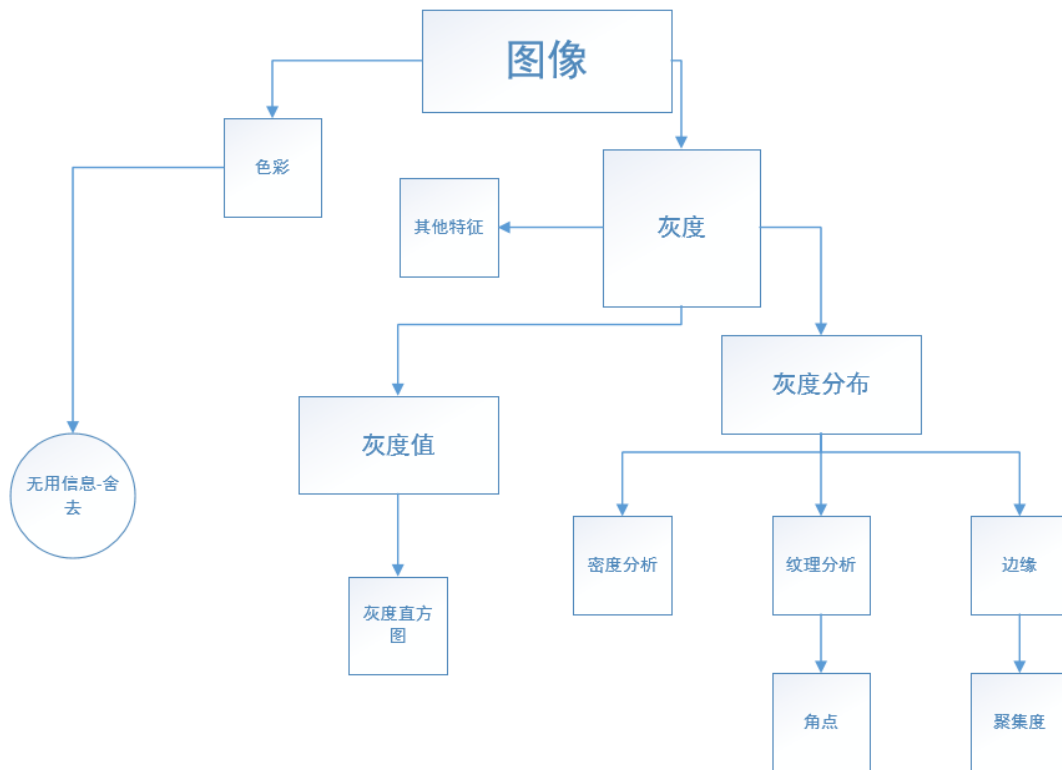 图像
色彩
灰度
其他特征
灰度分布
灰度值
无用信息-舍
去
密度分析
纹理分析
边缘
灰度直方
图
角点
聚集度